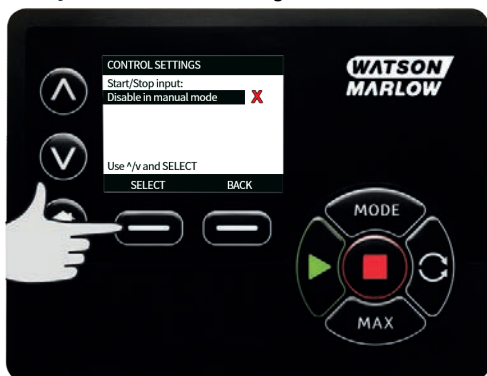 CONTROL SETTINGS
Start/Stop input:
Disable in manual mode X
Use ^/v and SELECT
SELECT BACK
WATSON
MARLOW
MODE
MAX